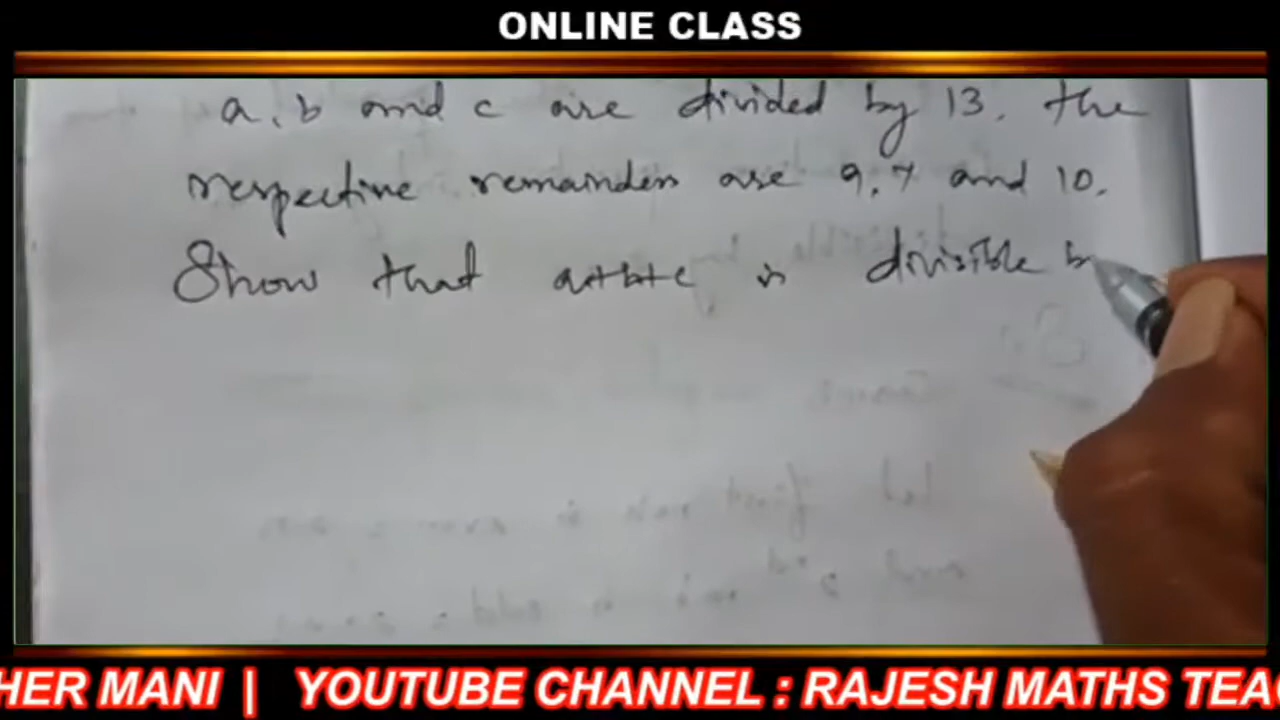 ONLINE CLASS
a, b and c are divided by 13, the
respective remainders are 9, 7 and 10.
Show that a+b+c is divisible b
HER MANI | YOUTUBE CHANNEL : RAJESH MATHS TEAC